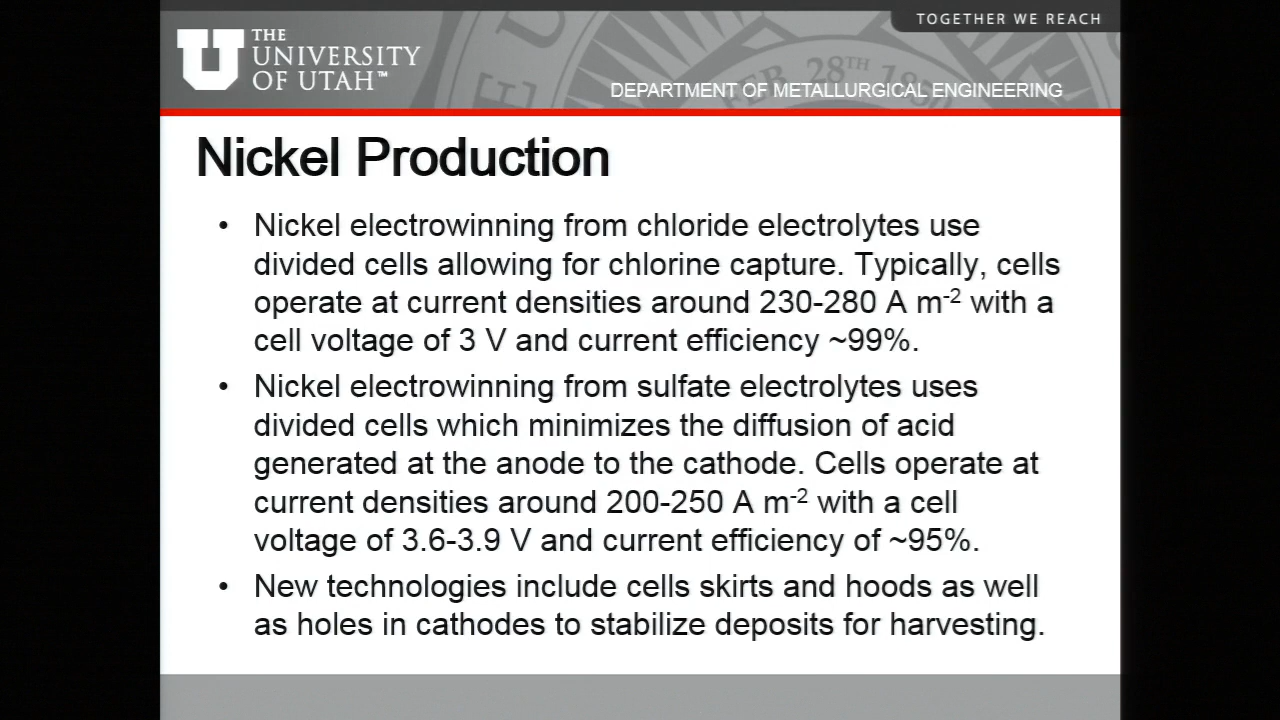 TOGETHER WE REACH
THE
UNIVERSITY
OF UTAH™
FEB 28TH 1850
DEPARTMENT OF METALLURGICAL ENGINEERING
Nickel Production
• Nickel electrowinning from chloride electrolytes use
divided cells allowing for chlorine capture. Typically, cells
operate at current densities around 230-280 A m-2 with a
cell voltage of 3 V and current efficiency ~99%.
• Nickel electrowinning from sulfate electrolytes uses
divided cells which minimizes the diffusion of acid
generated at the anode to the cathode. Cells operate at
current densities around 200-250 A m-2 with a cell
voltage of 3.6-3.9 V and current efficiency of ~95%.
• New technologies include cells skirts and hoods as well
as holes in cathodes to stabilize deposits for harvesting.